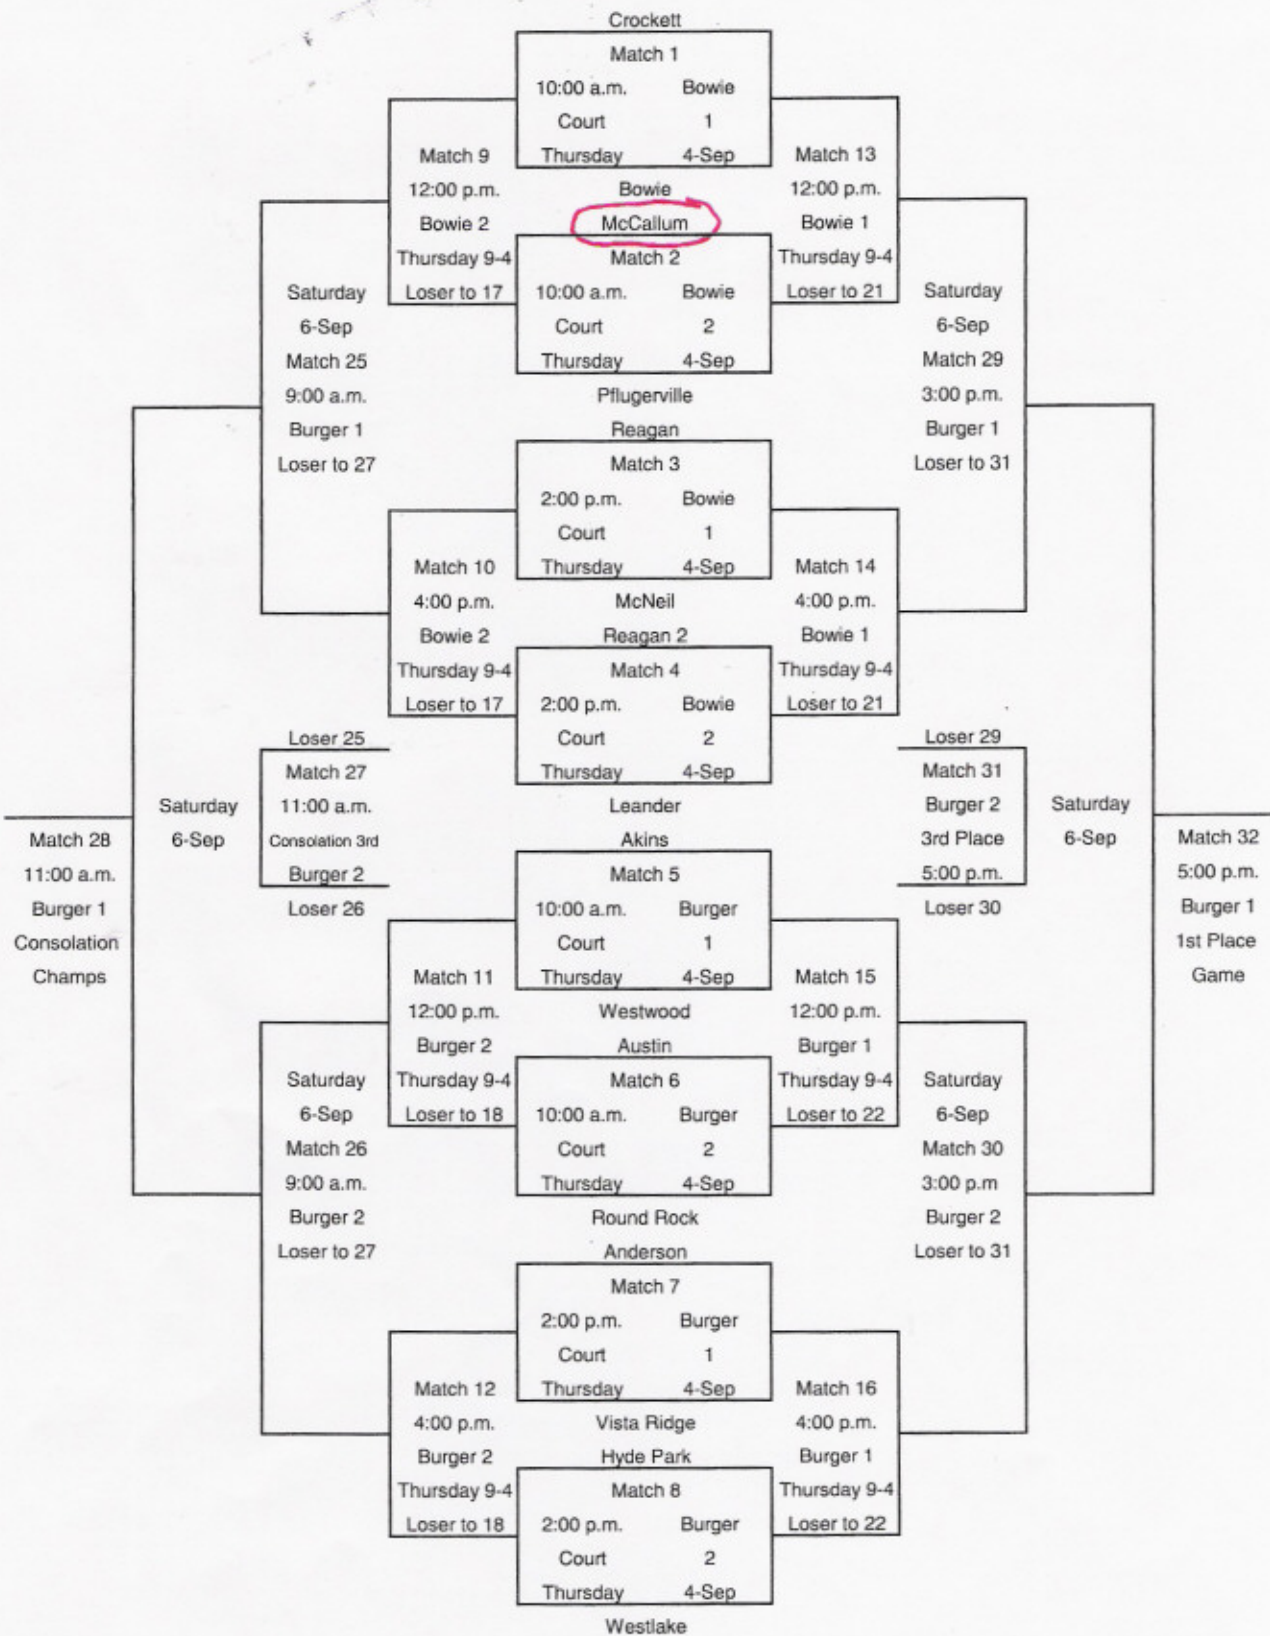 Crockett
Match 1
10:00 a.m. Bowie
Court 1
Thursday 4-Sep
Bowie
McCallum
Match 2
10:00 a.m. Bowie
Court 2
Thursday 4-Sep
Pflugerville
Reagan
Match 3
2:00 p.m. Bowie
Court 1
Thursday 4-Sep
McNeil
Reagan 2
Match 4
2:00 p.m. Bowie
Court 2
Thursday 4-Sep
Leander
Akins
Match 5
10:00 a.m. Burger
Court 1
Thursday 4-Sep
Westwood
Austin
Match 6
10:00 a.m. Burger
Court 2
Thursday 4-Sep
Round Rock
Anderson
Match 7
2:00 p.m. Burger
Court 1
Thursday 4-Sep
Vista Ridge
Hyde Park
Match 8
2:00 p.m. Burger
Court 2
Thursday 4-Sep
Westlake
Match 9
12:00 p.m.
Bowie 2
Thursday 9-4
Loser to 17
Match 10
4:00 p.m.
Bowie 2
Thursday 9-4
Loser to 17
Match 11
12:00 p.m.
Burger 2
Thursday 9-4
Loser to 18
Match 12
4:00 p.m.
Burger 2
Thursday 9-4
Loser to 18
Match 13
12:00 p.m.
Bowie 1
Thursday 9-4
Loser to 21
Match 14
4:00 p.m.
Bowie 1
Thursday 9-4
Loser to 21
Match 15
12:00 p.m.
Burger 1
Thursday 9-4
Loser to 22
Match 16
4:00 p.m.
Burger 1
Thursday 9-4
Loser to 22
Saturday
6-Sep
Match 25
9:00 a.m.
Burger 1
Loser to 27
Loser 25
Match 27
11:00 a.m.
Consolation 3rd
Burger 2
Loser 26
Saturday
6-Sep
Match 26
9:00 a.m.
Burger 2
Loser to 27
Saturday
6-Sep
Match 28
11:00 a.m.
Burger 1
Consolation
Champs
Saturday
6-Sep
Match 29
3:00 p.m.
Burger 1
Loser to 31
Loser 29
Match 31
Burger 2
3rd Place
5:00 p.m.
Loser 30
Saturday
6-Sep
Match 30
3:00 p.m
Burger 2
Loser to 31
Saturday
6-Sep
Match 32
5:00 p.m.
Burger 1
1st Place
Game